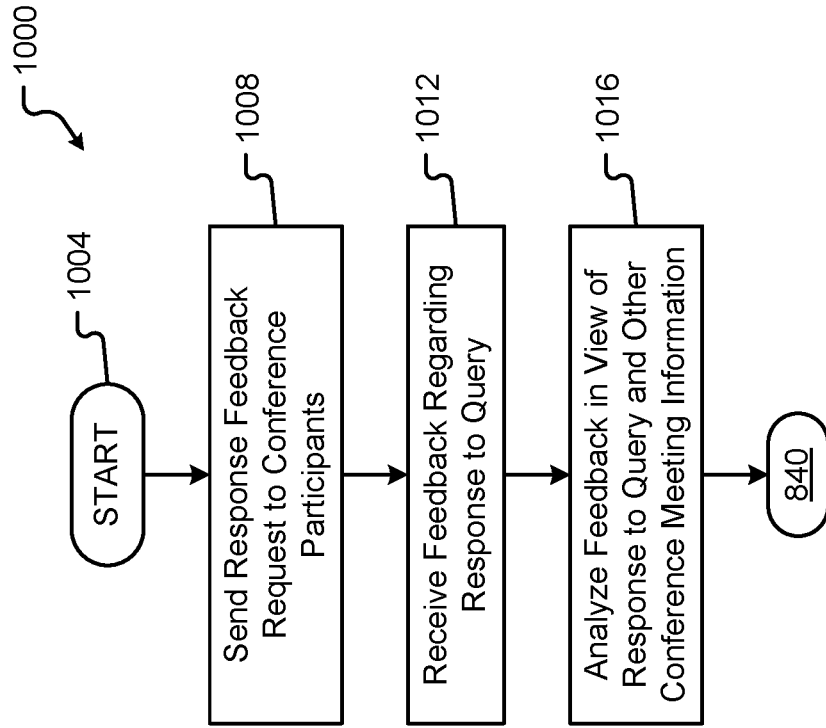 1000
START
1004
Send Response Feedback
Request to Conference
Participants
1008
Receive Feedback Regarding
Response to Query
1012
Analyze Feedback in View of
Response to Query and Other
Conference Meeting Information
1016
840